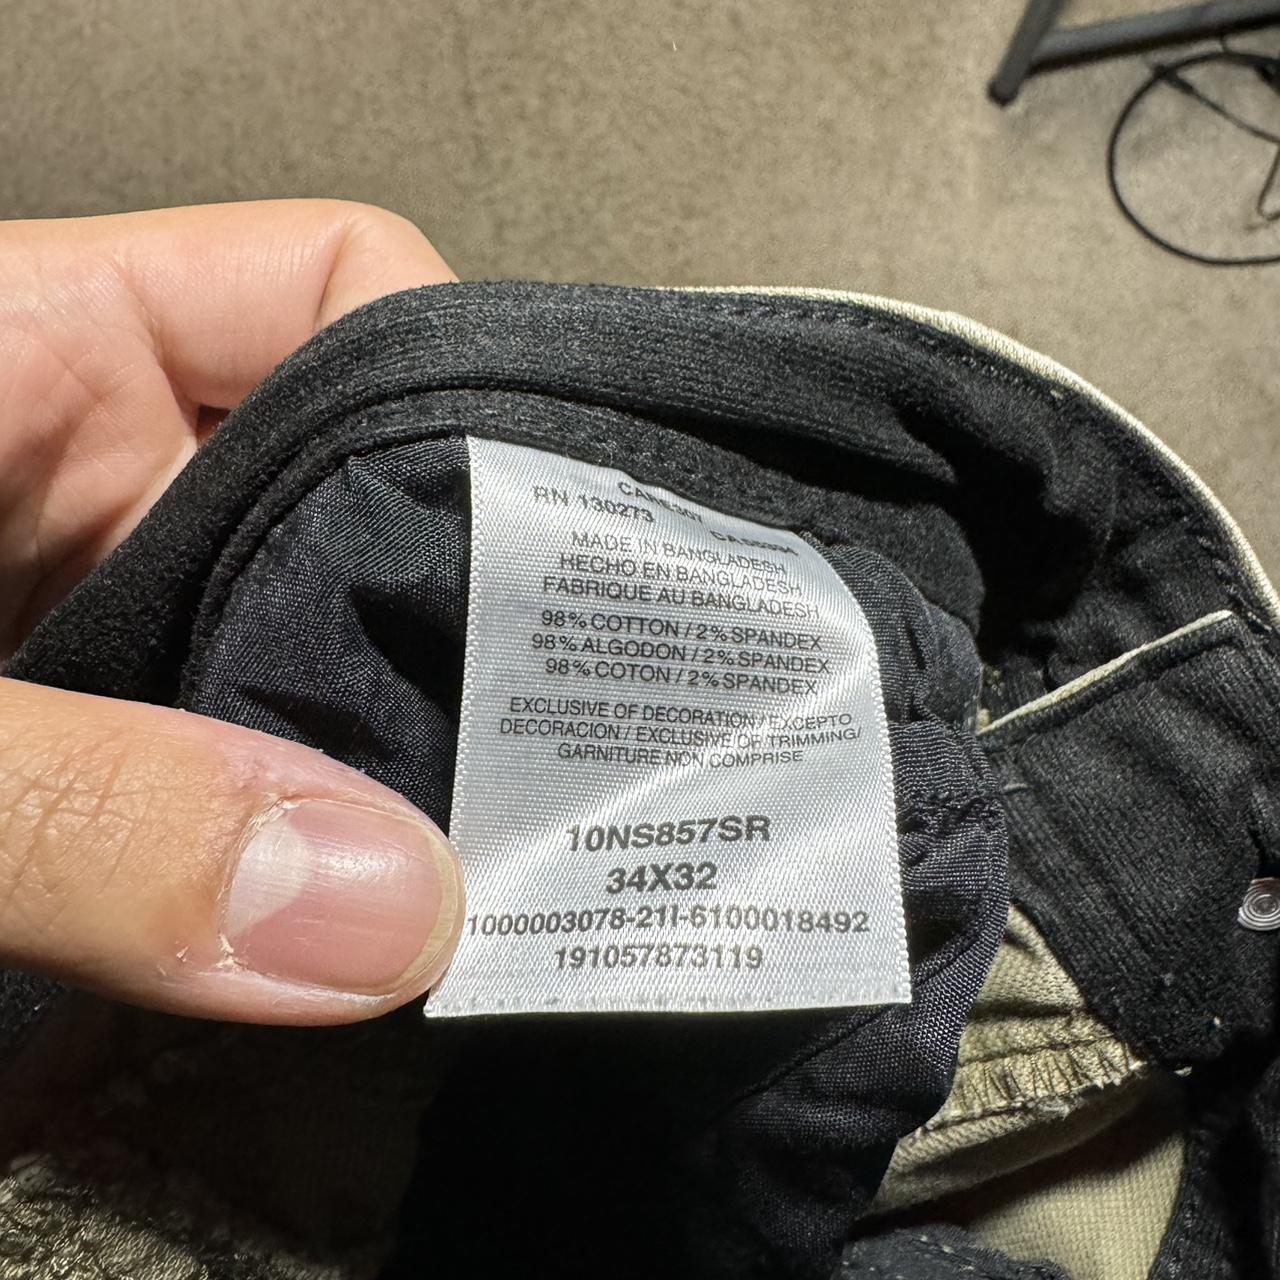 RN 130273
MADE IN BANGLADESH
HECHO EN BANGLADESH
FABRIQUE AU BANGLADESH
98% COTTON / 2% SPANDEX
98% ALGODON / 2% SPANDEX
98% COTON / 2% SPANDEX
EXCLUSIVE OF DECORATION / EXCEPTO
DECORACION / EXCLUSIVE OF TRIMMING/
GARNITURE NON COMPRISE
10NS857SR
34X32
1000003078-21I-6100018492
191057873119